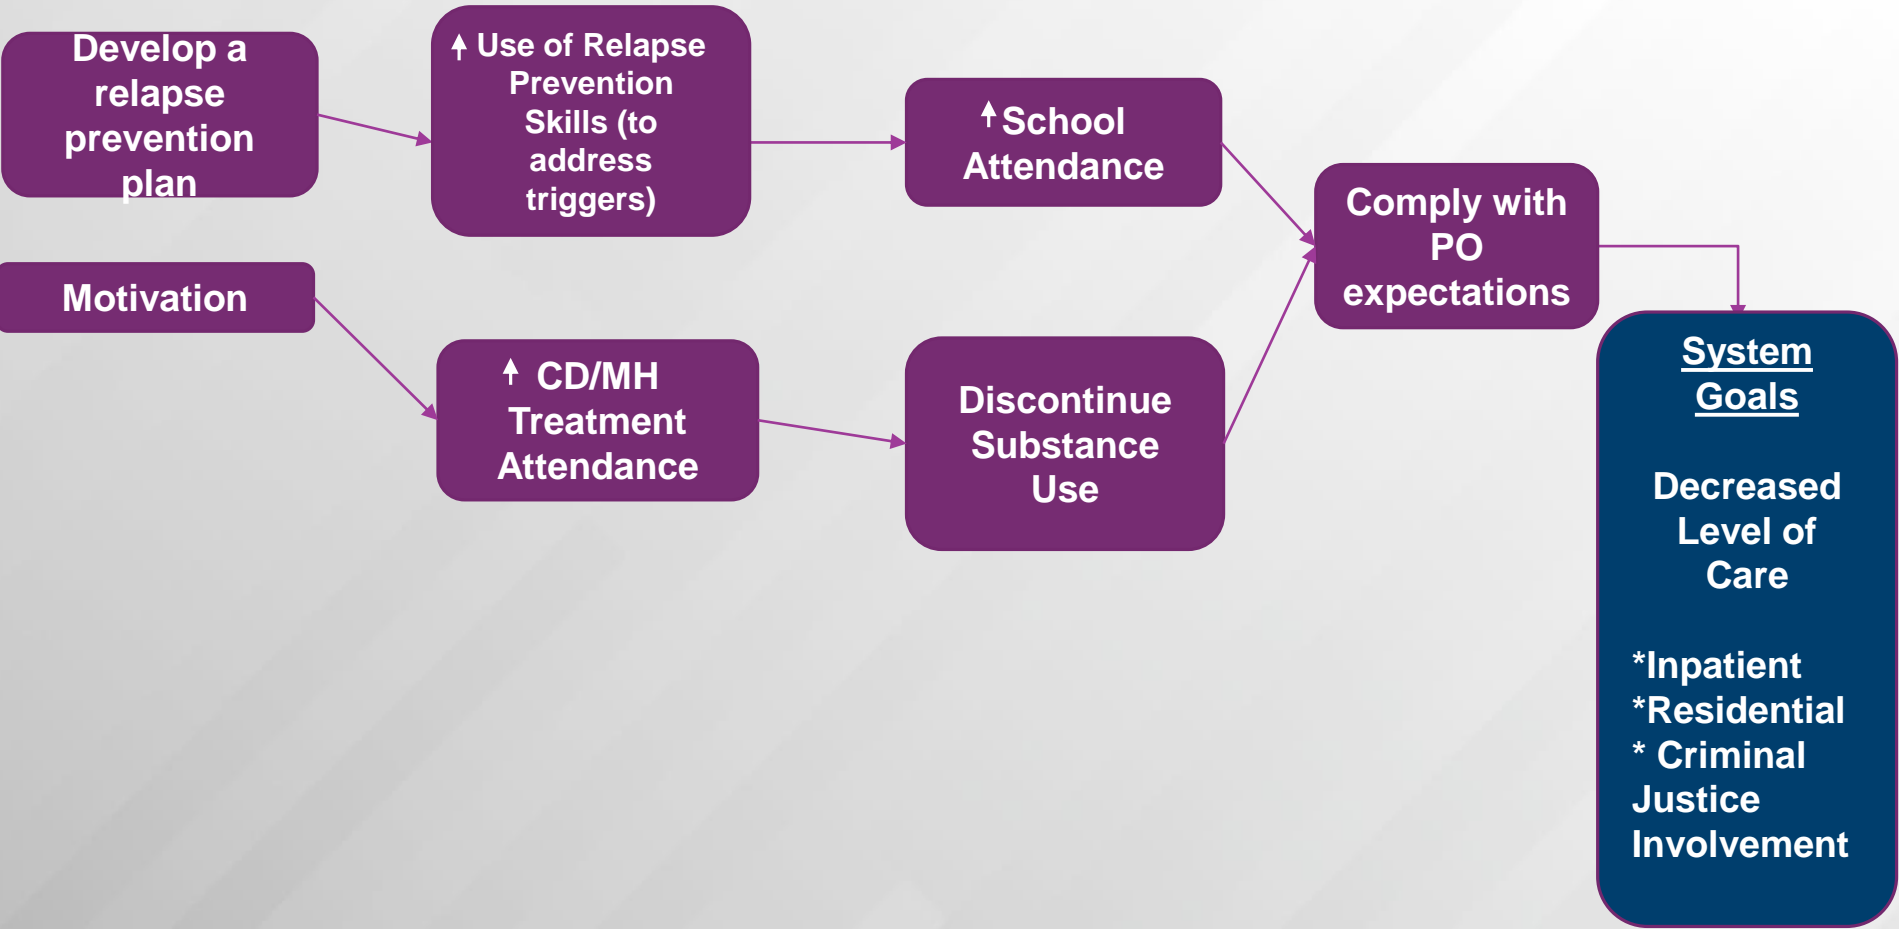 Develop a
relapse
prevention
plan
Use of Relapse
Prevention
Skills (to
address
triggers)
School
Attendance
Comply with
PO
expectations
Motivation
CD/MH
Treatment
Attendance
Discontinue
Substance
Use
System
Goals
Decreased
Level of
Care
*Inpatient
*Residential
* Criminal
Justice
Involvement